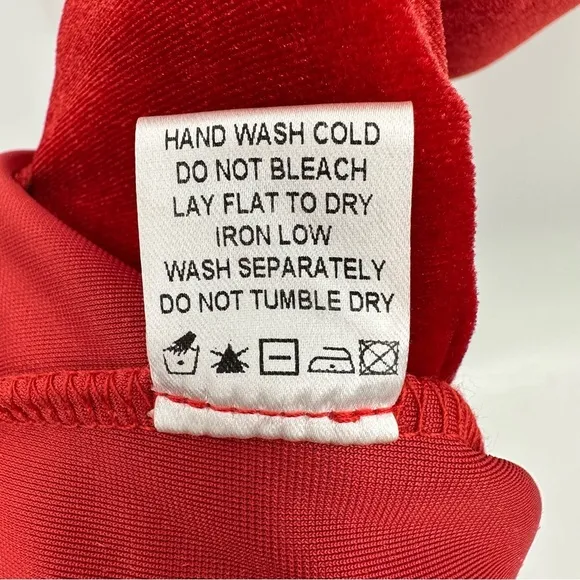 HAND WASH COLD
DO NOT BLEACH
LAY FLAT TO DRY
IRON LOW
WASH SEPARATELY
DO NOT TUMBLE DRY